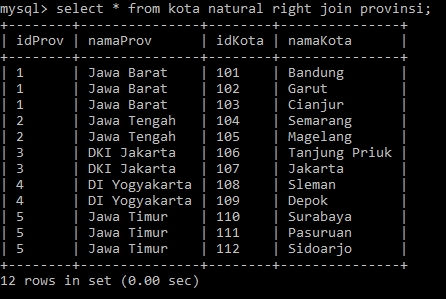 mysql> select * from kota natural right join provinsi;
+--------+---------------+--------+---------------+
| idProv | namaProv | idKota | namaKota |
+--------+---------------+--------+---------------+
| 1 | Jawa Barat | 101 | Bandung |
| 1 | Jawa Barat | 102 | Garut |
| 1 | Jawa Barat | 103 | Cianjur |
| 2 | Jawa Tengah | 104 | Semarang |
| 2 | Jawa Tengah | 105 | Magelang |
| 3 | DKI Jakarta | 106 | Tanjung Priuk |
| 3 | DKI Jakarta | 107 | Jakarta |
| 4 | DI Yogyakarta | 108 | Sleman |
| 4 | DI Yogyakarta | 109 | Depok |
| 5 | Jawa Timur | 110 | Surabaya |
| 5 | Jawa Timur | 111 | Pasuruan |
| 5 | Jawa Timur | 112 | Sidoarjo |
+--------+---------------+--------+---------------+
12 rows in set (0.00 sec)